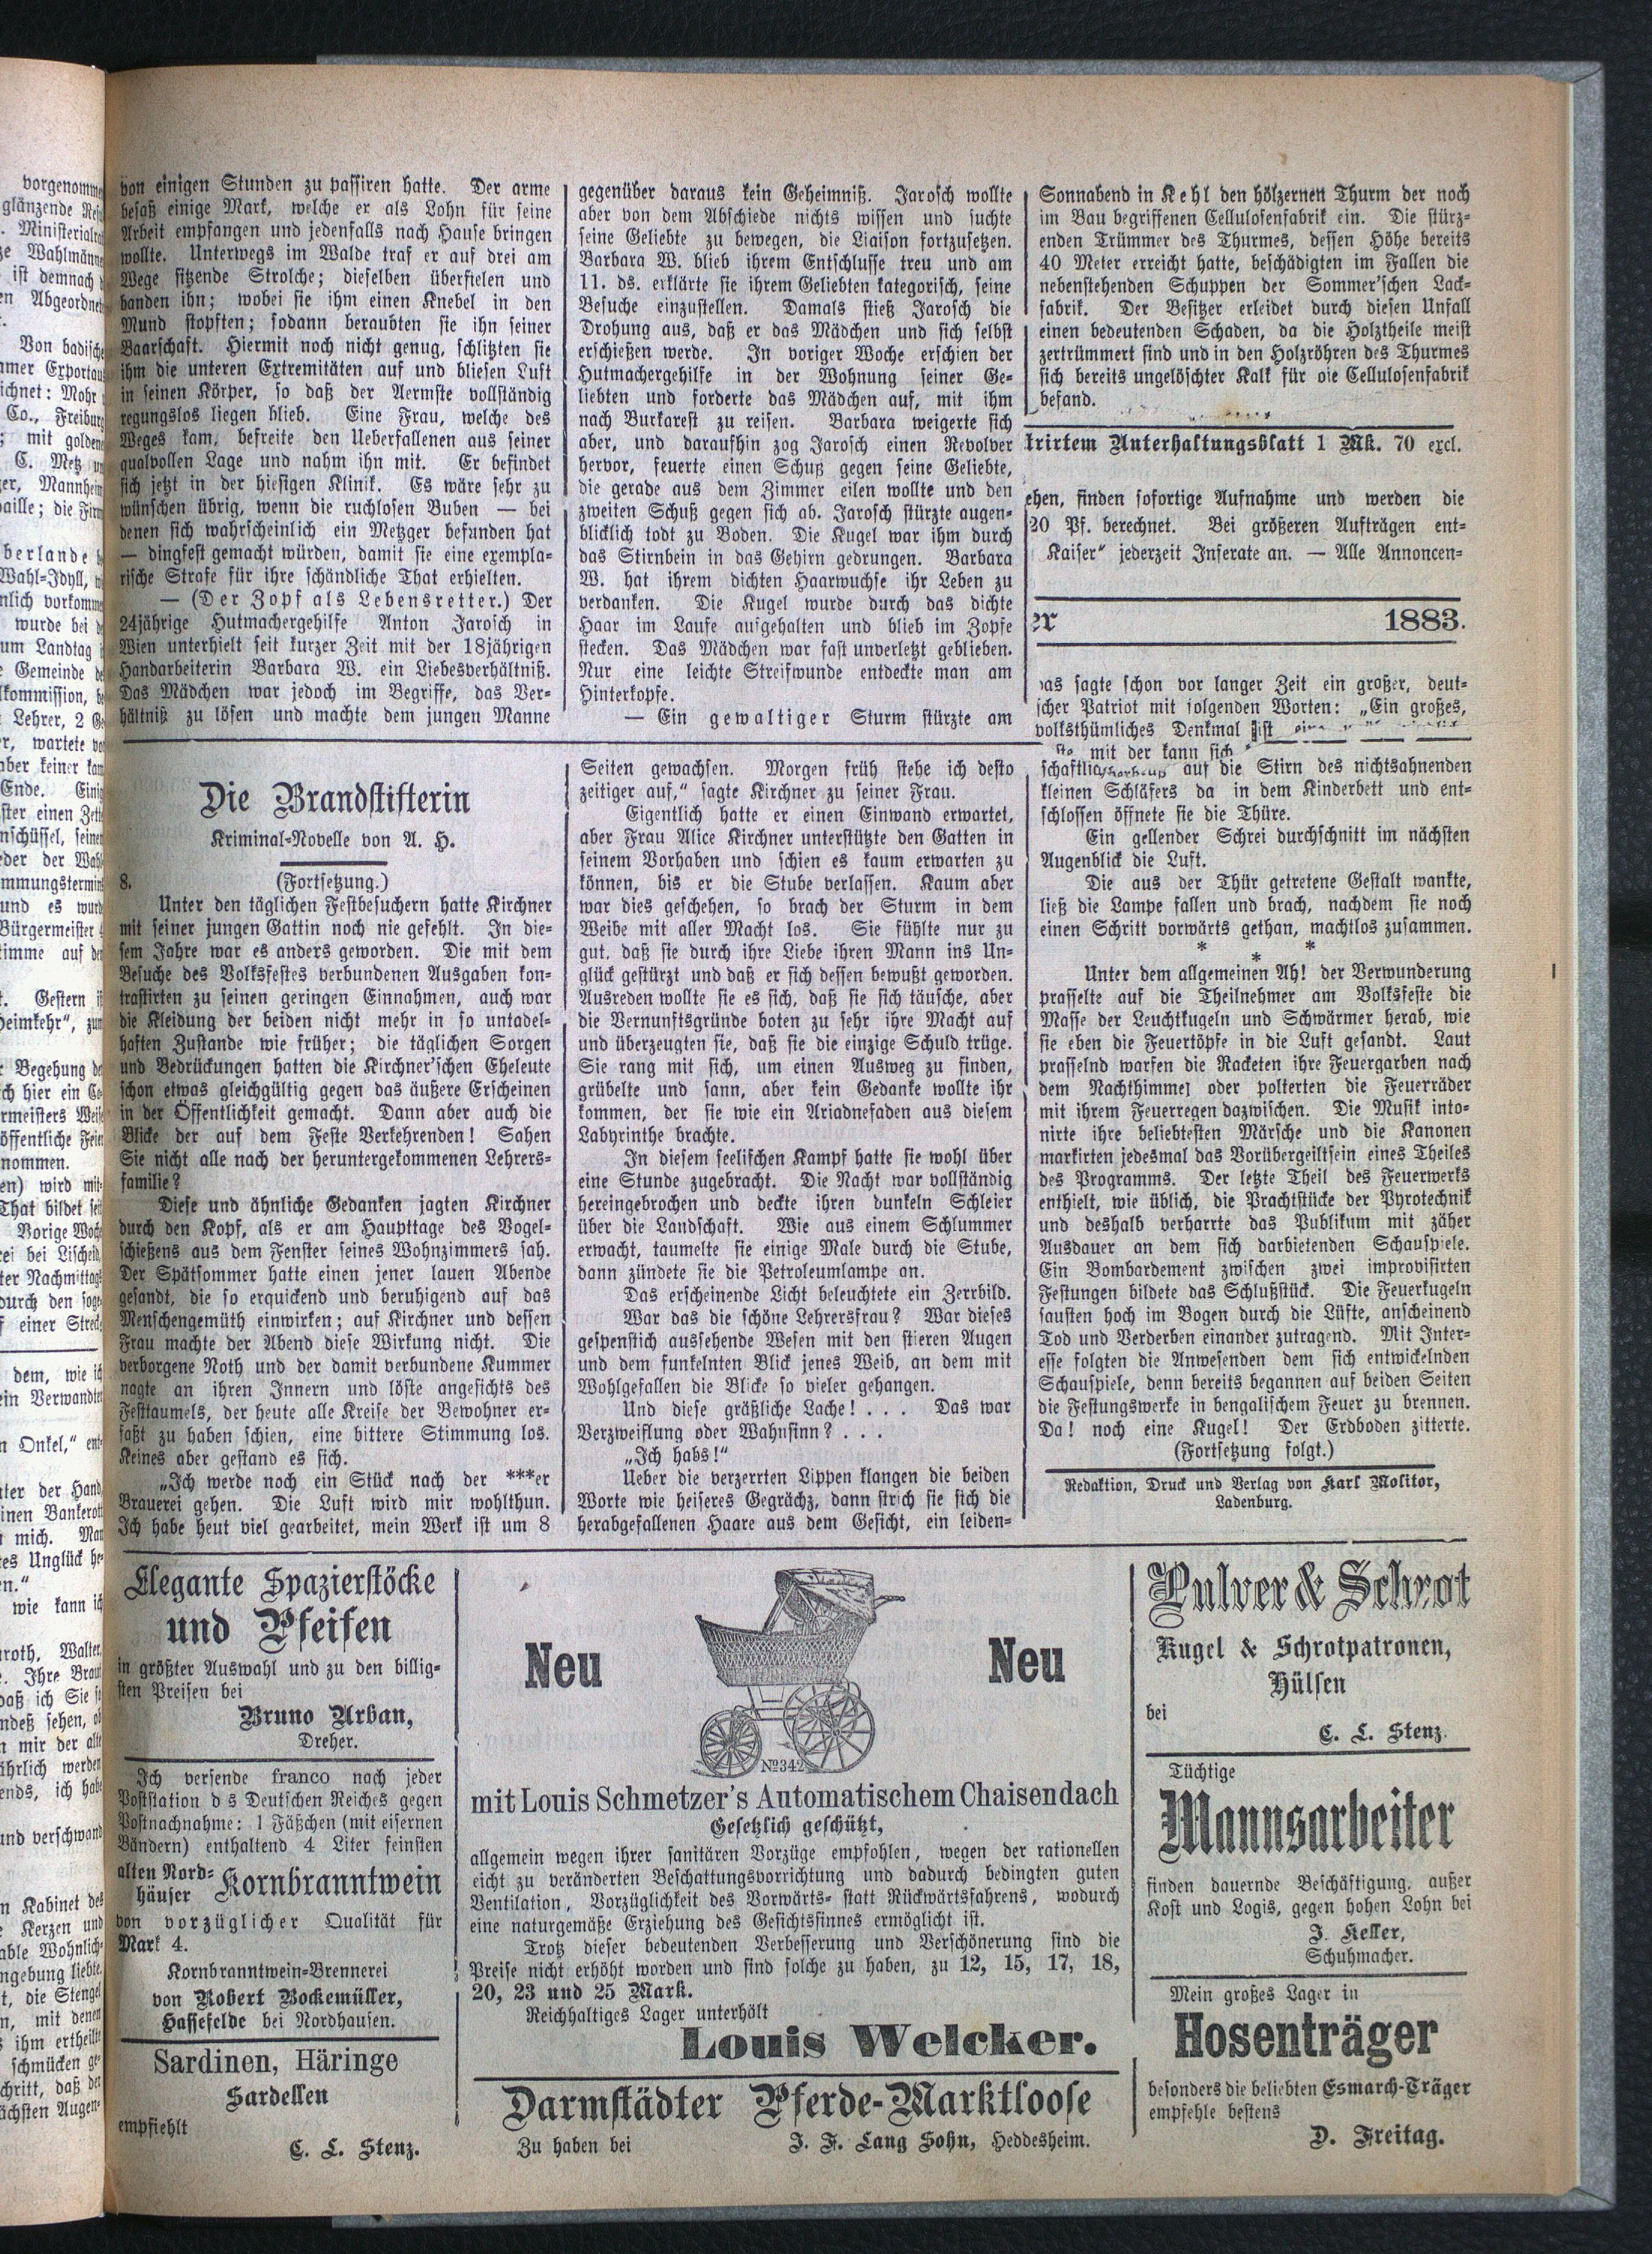 von einigen Stunden zu passiren hatte. Der arme
besaß einige Mark, welche er als Lohn für seine
Arbeit empfangen und jedenfalls nach Hause bringen
wollte. Unterwegs im Walde traf er auf drei am
Wege sitzende Strolche; dieselben überfielen und
banden ihn; wobei sie ihm einen Knebel in den
Mund stopften; sodann beraubten sie ihn seiner
Baarschaft. Hiermit noch nicht genug, schlitzten sie
ihm die unteren Extremitäten auf und bliesen Luft
in seinen Körper, so daß der Aermste vollständig
regungslos liegen blieb. Eine Frau, welche des
Weges kam, befreite den Ueberfallenen aus seiner
qualvollen Lage und nahm ihn mit. Er befindet
sich jetzt in der hiesigen Klinik. Es wäre sehr zu
wünschen übrig, wenn die ruchlosen Buben — bei
denen sich wahrscheinlich ein Metzger befunden hat
— dingfest gemacht würden, damit sie eine exempla-
rische Strafe für ihre schändliche That erhielten.
— (Der Zopf als Lebensretter.) Der
24jährige Hutmachergehilfe Anton Jarosch in
Wien unterhielt seit kurzer Zeit mit der 18jährigen
Handarbeiterin Barbara W. ein Liebesverhältniß.
Das Mädchen war jedoch im Begriffe, das Ver-
hältniß zu lösen und machte dem jungen Manne
gegenüber daraus kein Geheimniß. Jarosch wollte
aber von dem Abschiede nichts wissen und suchte
seine Geliebte zu bewegen, die Liaison fortzusetzen.
Barbara W. blieb ihrem Entschlusse treu und am
11. ds. erklärte sie ihrem Geliebten kategorisch, seine
Besuche einzustellen. Damals stieß Jarosch die
Drohung aus, daß er das Mädchen und sich selbst
erschießen werde. In voriger Woche erschien der
Hutmachergehilfe in der Wohnung seiner Ge-
liebten und forderte das Mädchen auf, mit ihm
nach Burkarest zu reisen. Barbara weigerte sich
aber, und daraufhin zog Jarosch einen Revolver
hervor, feuerte einen Schuß gegen seine Geliebte,
die gerade aus dem Zimmer eilen wollte und den
zweiten Schuß gegen sich ab. Jarosch stürzte augen-
blicklich todt zu Boden. Die Kugel war ihm durch
das Stirnbein in das Gehirn gedrungen. Barbara
W. hat ihrem dichten Haarwuchse ihr Leben zu
verdanken. Die Kugel wurde durch das dichte
Haar im Laufe aufgehalten und blieb im Zopfe
stecken. Das Mädchen war fast unverletzt geblieben.
Nur eine leichte Streifwunde entdeckte man am
Hinterkopfe.
— Ein gewaltiger Sturm stürzte am
Sonnabend in Kehl den hölzernen Thurm der noch
im Bau begriffenen Cellulosenfabrik ein. Die stürz-
enden Trümmer des Thurmes, dessen Höhe bereits
40 Meter erreicht hatte, beschädigten im Fallen die
nebenstehenden Schuppen der Sommer'schen Lack-
fabrik. Der Besitzer erleidet durch diesen Unfall
einen bedeutenden Schaden, da die Holztheile meist
zertrümmert sind und in den Holzröhren des Thurmes
sich bereits ungelöschter Kalk für oie Cellulosenfabrik
befand.
trirtem Unterhaltungsblatt 1 Mk. 70 excl.
ehen, finden sofortige Aufnahme und werden die
20 Pf. berechnet. Bei größeren Aufträgen ent-
Kaiser" jederzeit Inserate an. — Alle Annoncen-
er 1883.
das sagte schon vor langer Zeit ein großer, deut-
scher Patriot mit folgenden Worten: „Ein großes,
volksthümliches Denkmal ist
mit der kann sich
Die Brandstifterin
Kriminal-Novelle von A. H.
8. (Fortsetzung.)
Unter den täglichen Festbesuchern hatte Kirchner
mit seiner jungen Gattin noch nie gefehlt. In die-
sem Jahre war es anders geworden. Die mit dem
Besuche des Volksfestes verbundenen Ausgaben kon-
trastirten zu seinen geringen Einnahmen, auch war
die Kleidung der beiden nicht mehr in so untadel-
haften Zustande wie früher; die täglichen Sorgen
und Bedrückungen hatten die Kirchner'schen Eheleute
schon etwas gleichgültig gegen das äußere Erscheinen
in der Öffentlichkeit gemacht. Dann aber auch die
Blicke der auf dem Feste Verkehrenden! Sahen
Sie nicht alle nach der heruntergekommenen Lehrers-
familie?
Diese und ähnliche Gedanken jagten Kirchner
durch den Kopf, als er am Haupttage des Vogel-
schießens aus dem Fenster seines Wohnzimmers sah.
Der Spätsommer hatte einen jener lauen Abende
gesandt, die so erquickend und beruhigend auf das
Menschengemüth einwirken; auf Kirchner und dessen
Frau machte der Abend diese Wirkung nicht. Die
verborgene Noth und der damit verbundene Kummer
nagte an ihren Innern und löste angesichts des
Festtaumels, der heute alle Kreise der Bewohner er-
faßt zu haben schien, eine bittere Stimmung los.
Keines aber gestand es sich.
„Ich werde noch ein Stück nach der ***er
Brauerei gehen. Die Luft wird mir wohlthun.
Ich habe heut viel gearbeitet, mein Werk ist um 8
Seiten gewachsen. Morgen früh stehe ich desto
zeitiger auf," sagte Kirchner zu seiner Frau.
Eigentlich hatte er einen Einwand erwartet,
aber Frau Alice Kirchner unterstützte den Gatten in
seinem Vorhaben und schien es kaum erwarten zu
können, bis er die Stube verlassen. Kaum aber
war dies geschehen, so brach der Sturm in dem
Weibe mit aller Macht los. Sie fühlte nur zu
gut, daß sie durch ihre Liebe ihren Mann ins Un-
glück gestürzt und daß er sich dessen bewußt geworden.
Ausreden wollte sie es sich, daß sie sich täusche, aber
die Vernunftsgründe boten zu sehr ihre Macht auf
und überzeugten sie, daß sie die einzige Schuld trüge.
Sie rang mit sich, um einen Ausweg zu finden,
grübelte und sann, aber kein Gedanke wollte ihr
kommen, der sie wie ein Ariadnefaden aus diesem
Labyrinthe brachte.
In diesem seelischen Kampf hatte sie wohl über
eine Stunde zugebracht. Die Nacht war vollständig
hereingebrochen und deckte ihren dunkeln Schleier
über die Landschaft. Wie aus einem Schlummer
erwacht, taumelte sie einige Male durch die Stube,
dann zündete sie die Petroleumlampe an.
Das erscheinende Licht beleuchtete ein Zerrbild.
War das die schöne Lehrersfrau? War dieses
gespenstich aussehende Wesen mit den stieren Augen
und dem funkelnten Blick jenes Weib, an dem mit
Wohlgefallen die Blicke so vieler gehangen.
Und diese gräßliche Lache! . . . Das war
Verzweiflung oder Wahnsinn? . . .
„Ich habs!"
Ueber die verzerrten Lippen klangen die beiden
Worte wie heiseres Gegrächz, dann strich sie sich die
herabgefallenen Haare aus dem Gesicht, ein leiden-
schaftlicher auf die Stirn des nichtsahnenden
kleinen Schläfers da in dem Kinderbett und ent-
schlossen öffnete sie die Thüre.
Ein gellender Schrei durchschnitt im nächsten
Augenblick die Luft.
Die aus der Thür getretene Gestalt wankte,
ließ die Lampe fallen und brach, nachdem sie noch
einen Schritt vorwärts gethan, machtlos zusammen.
* * *
Unter dem allgemeinen Ah! der Verwunderung
prasselte auf die Theilnehmer am Volksfeste die
Masse der Leuchtkugeln und Schwärmer herab, wie
sie eben die Feuertöpfe in die Luft gesandt. Laut
prasselnd warfen die Racketen ihre Feuergarben nach
dem Nachthimmel oder polterten die Feuerräder
mit ihrem Feuerregen dazwischen. Die Musik into-
nirte ihre beliebtesten Märsche und die Kanonen
markirten jedesmal das Vorübergeiltsein eines Theiles
des Programms. Der letzte Theil des Feuerwerks
enthielt, wie üblich, die Prachtstücke der Pyrotechnik
und deshalb verharrte das Publikum mit zäher
Ausdauer an dem sich darbietenden Schauspiele.
Ein Bombardement zwischen zwei improvisirten
Festungen bildete das Schlußstück. Die Feuerkugeln
sausten hoch im Bogen durch die Lüfte, anscheinend
Tod und Verderben einander zutragend. Mit Inter-
esse folgten die Anwesenden dem sich entwickelnden
Schauspiele, denn bereits begannen auf beiden Seiten
die Festungswerke in bengalischem Feuer zu brennen.
Da! noch eine Kugel! Der Erdboden zitterte.
(Fortsetzung folgt.)
Redaktion, Druck und Verlag von Karl Molitor,
Ladenburg.
Elegante Spazierstöcke
und Pfeifen
in größter Auswahl und zu den billig-
sten Preisen bei
Bruno Urban,
Dreher.
Ich versende franco nach jeder
Poststation d s Deutschen Reiches gegen
Postnachnahme: 1 Fäßchen (mit eisernen
Bändern) enthaltend 4 Liter feinsten
alten Nord-
häuser Kornbranntwein
von vorzüglicher Qualität für
Mark 4.
Kornbranntwein-Brennerei
von Robert Bockemüller,
Hasselfelde bei Nordhausen.
Sardinen, Häringe
Sardellen
empfiehlt
C. L. Stenz.
Neu Neu
No 342
mit Louis Schmetzer's Automatischem Chaisendach
Gesetzlich geschützt,
allgemein wegen ihrer sanitären Vorzüge empfohlen, wegen der rationellen
eicht zu veränderten Beschattungsvorrichtung und dadurch bedingten guten
Ventilation, Vorzüglichkeit des Vorwärts- statt Rückwärtsfahrens, wodurch
eine naturgemäße Erziehung des Gesichtssinnes ermöglicht ist.
Trotz dieser bedeutenden Verbesserung und Verschönerung sind die
Preise nicht erhöht worden und sind solche zu haben, zu 12, 15, 17, 18,
20, 23 und 25 Mark.
Reichhaltiges Lager unterhölt
Louis Welcker.
Darmstädter Pferde-Marktloose
Zu haben bei J. F. Lang Sohn, Heddesheim.
Pulver & Schrot
Kugel & Schrotpatronen,
Hülsen
bei
C. L. Stenz.
Tüchtige
Mannsarbeiter
finden dauernde Beschäftigung, außer
Kost und Logis, gegen hohen Lohn bei
J. Keller,
Schuhmacher.
Mein großes Lager in
Hosenträger
besonders die beliebten Esmarch-Träger
empfehle bestens
D. Freitag.